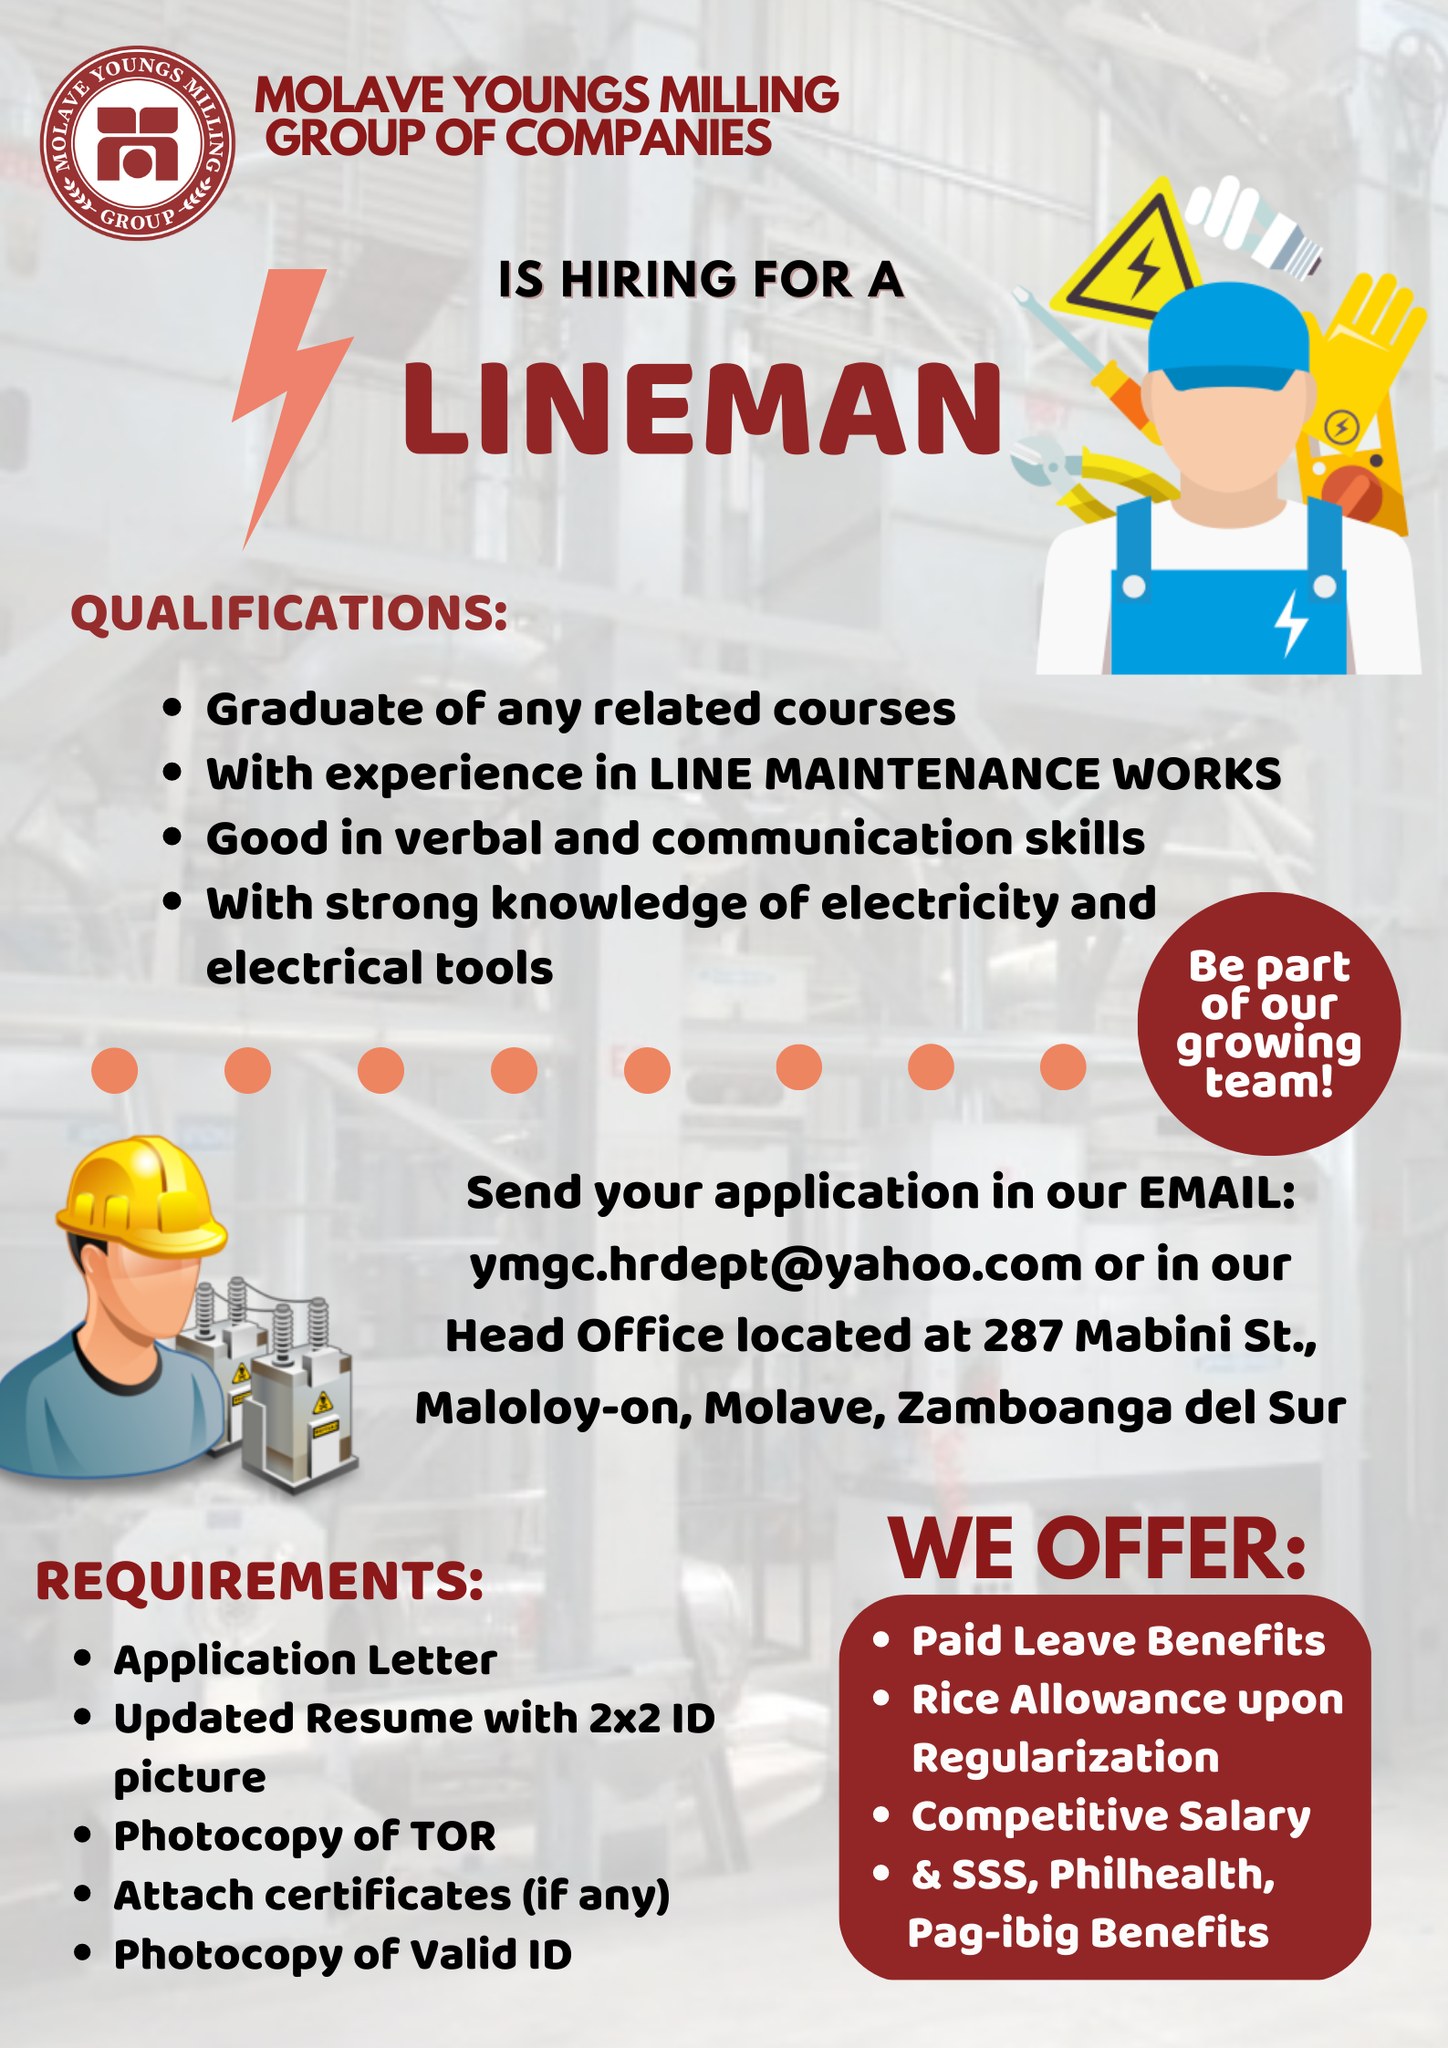 MOLAVE YOUNGS MILLING
GROUP
MOLAVE YOUNGS MILLING
GROUP OF COMPANIES
IS HIRING FOR A
LINEMAN
QUALIFICATIONS:
• Graduate of any related courses
• With experience in LINE MAINTENANCE WORKS
• Good in verbal and communication skills
• With strong knowledge of electricity and
electrical tools
Be part
of our
growing
team!
Send your application in our EMAIL:
ymgc.hrdept@yahoo.com or in our
Head Office located at 287 Mabini St.,
Maloloy-on, Molave, Zamboanga del Sur
REQUIREMENTS:
• Application Letter
• Updated Resume with 2x2 ID
picture
• Photocopy of TOR
• Attach certificates (if any)
• Photocopy of Valid ID
WE OFFER:
• Paid Leave Benefits
• Rice Allowance upon
Regularization
• Competitive Salary
• & SSS, Philhealth,
Pag-ibig Benefits